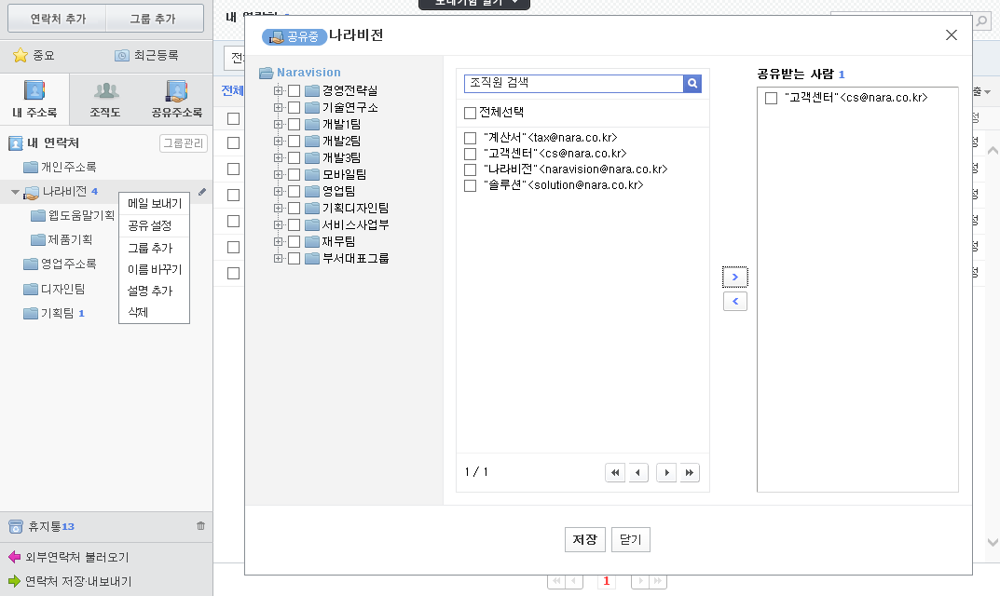 연락처 추가
그룹 추가
중요
최근등록
내 주소록
조직도
공유주소록
내 연락처
그룹관리
개인주소록
나라비전 4
웹도움말기획
제품기획
영업주소록
디자인팀
기획팀 1
메일 보내기
공유 설정
그룹 추가
이름 바꾸기
설명 추가
삭제
휴지통13
외부연락처 불러오기
연락처 저장·내보내기
전체
공유중
나라비전
Naravision
경영전략실
기술연구소
개발1팀
개발2팀
개발3팀
모바일팀
영업팀
기획디자인팀
서비스사업부
재무팀
부서대표그룹
조직원 검색
전체선택
"계산서"<tax@nara.co.kr>
"고객센터"<cs@nara.co.kr>
"나라비전"<naravision@nara.co.kr>
"솔루션"<solution@nara.co.kr>
1 / 1
공유받는 사람 1
"고객센터"<cs@nara.co.kr>
저장
닫기
1